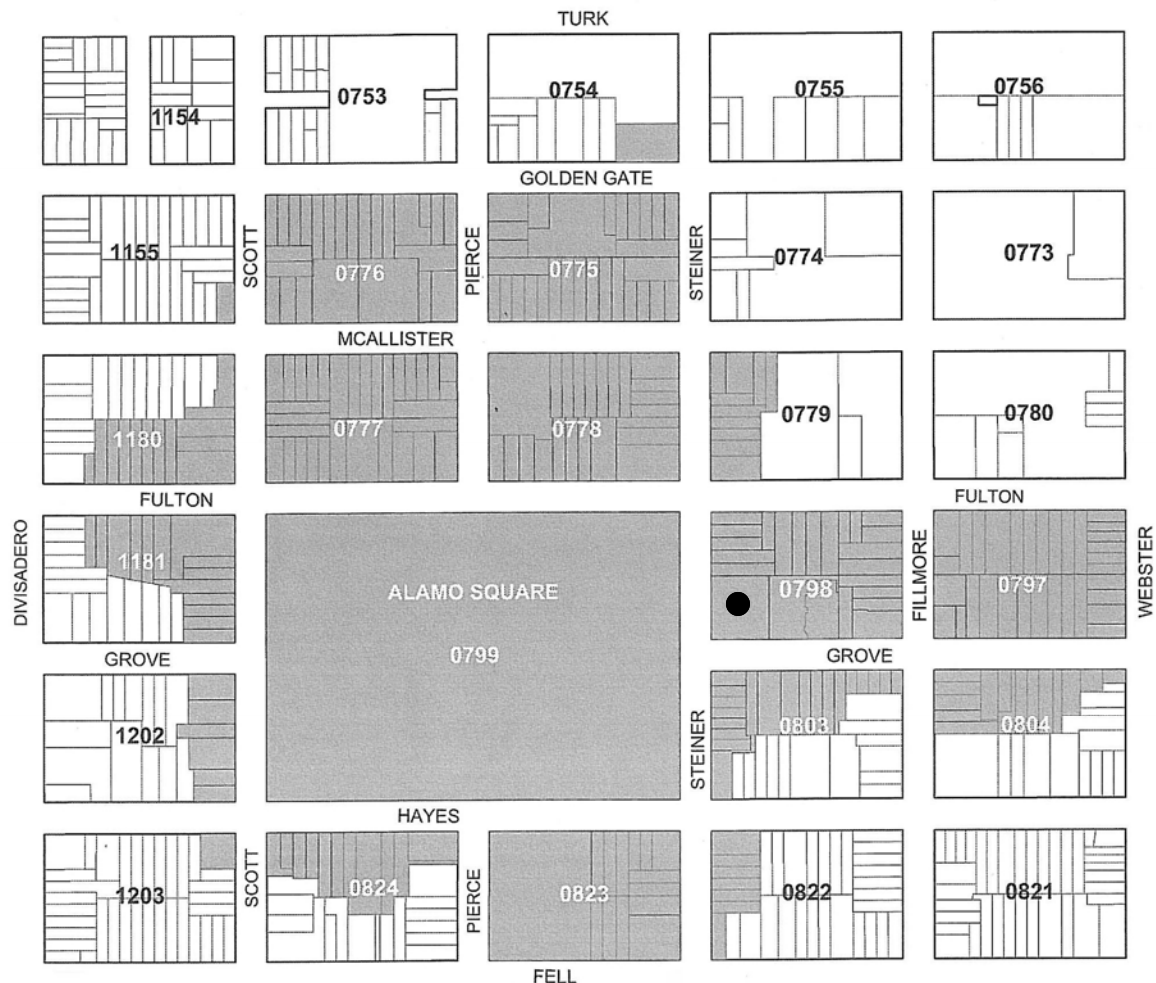 TURK
1154
0753
0754
0755
0756
GOLDEN GATE
1155
SCOTT
0776
PIERCE
0775
STEINER
0774
0773
MCALLISTER
1180
0777
0778
0779
0780
FULTON
FULTON
DIVISADERO
1181
ALAMO SQUARE
0799
0798
FILLMORE
0797
WEBSTER
GROVE
GROVE
1202
STEINER
0803
0804
HAYES
1203
SCOTT
0824
PIERCE
0823
0822
0821
FELL